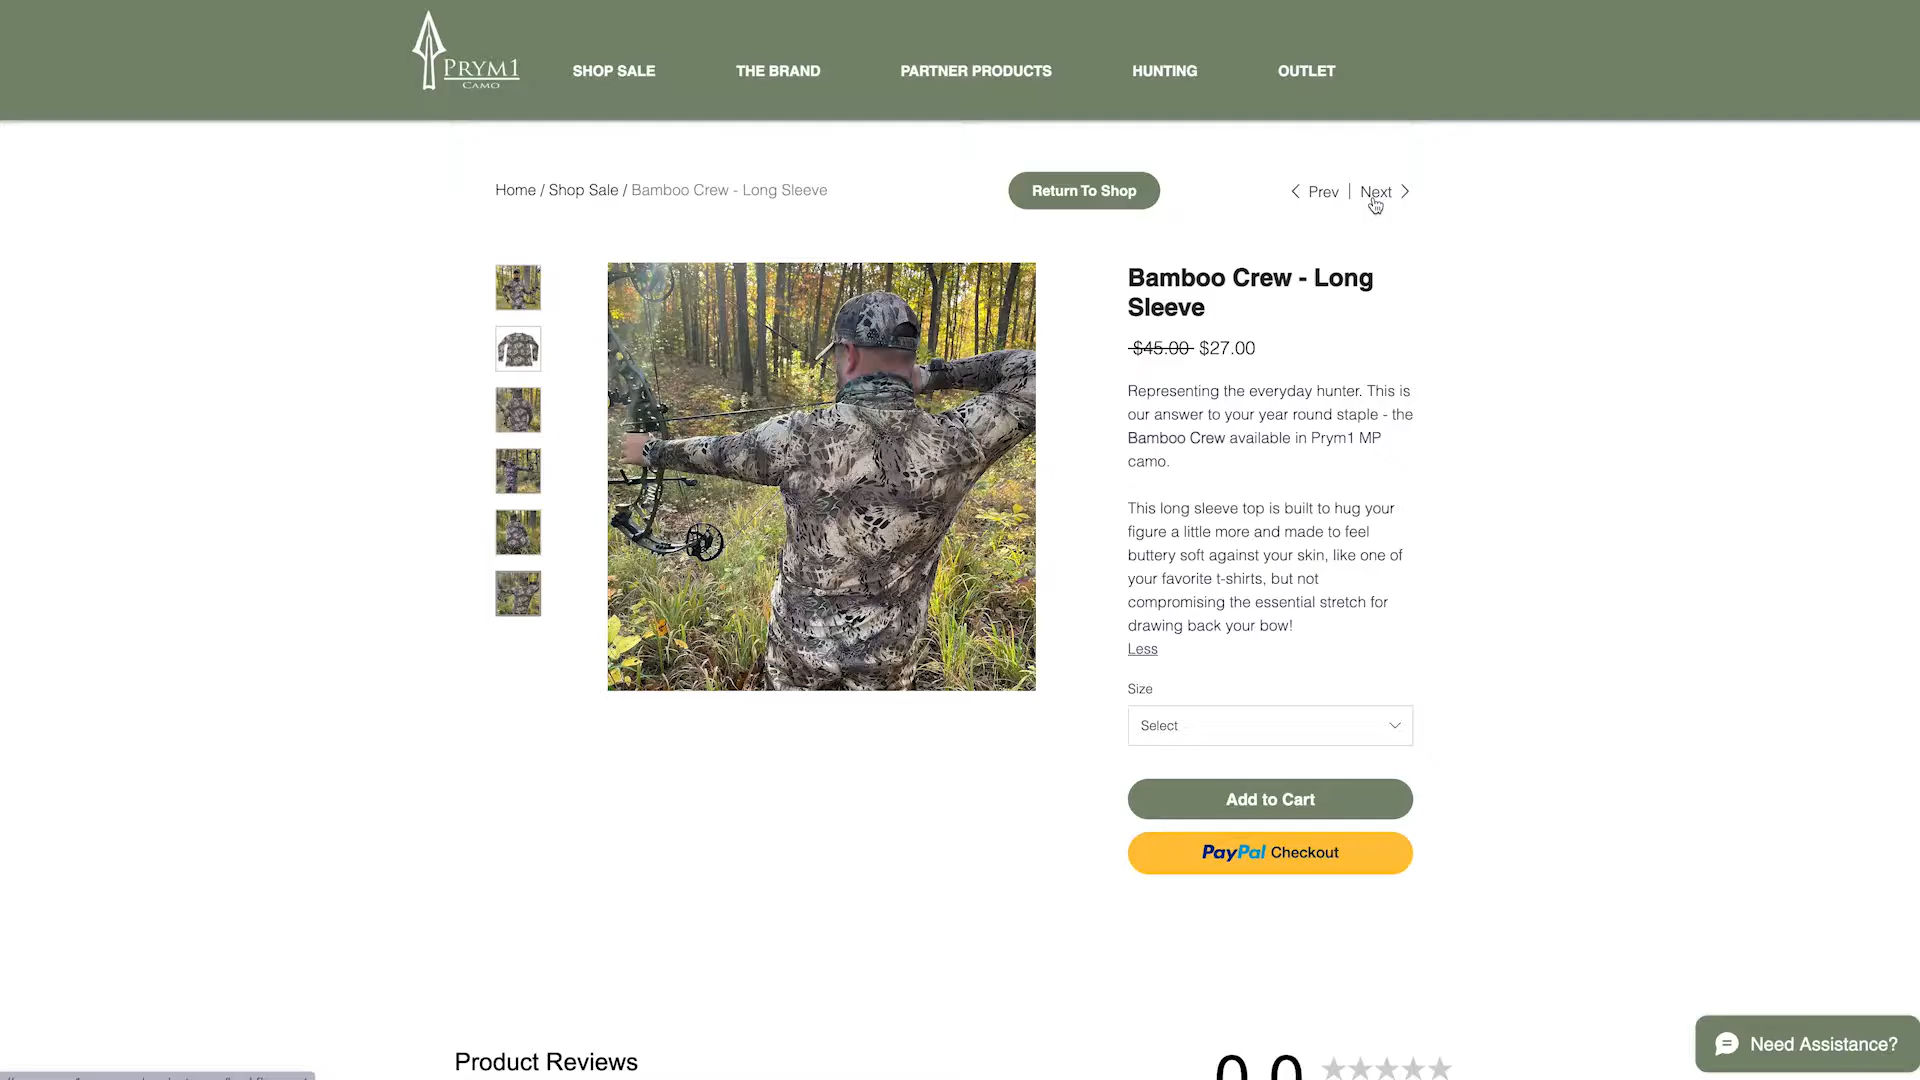 PRYM1
CAMO
SHOP SALE
THE BRAND
PARTNER PRODUCTS
HUNTING
OUTLET
Home / Shop Sale / Bamboo Crew - Long Sleeve
Return To Shop
Prev | Next
Bamboo Crew - Long
Sleeve
$45.00 $27.00
Representing the everyday hunter. This is
our answer to your year round staple - the
Bamboo Crew available in Prym1 MP
camo.
This long sleeve top is built to hug your
figure a little more and made to feel
buttery soft against your skin, like one of
your favorite t-shirts, but not
compromising the essential stretch for
drawing back your bow!
Less
Size
Select
Add to Cart
PayPal Checkout
Product Reviews
0.0
Need Assistance?